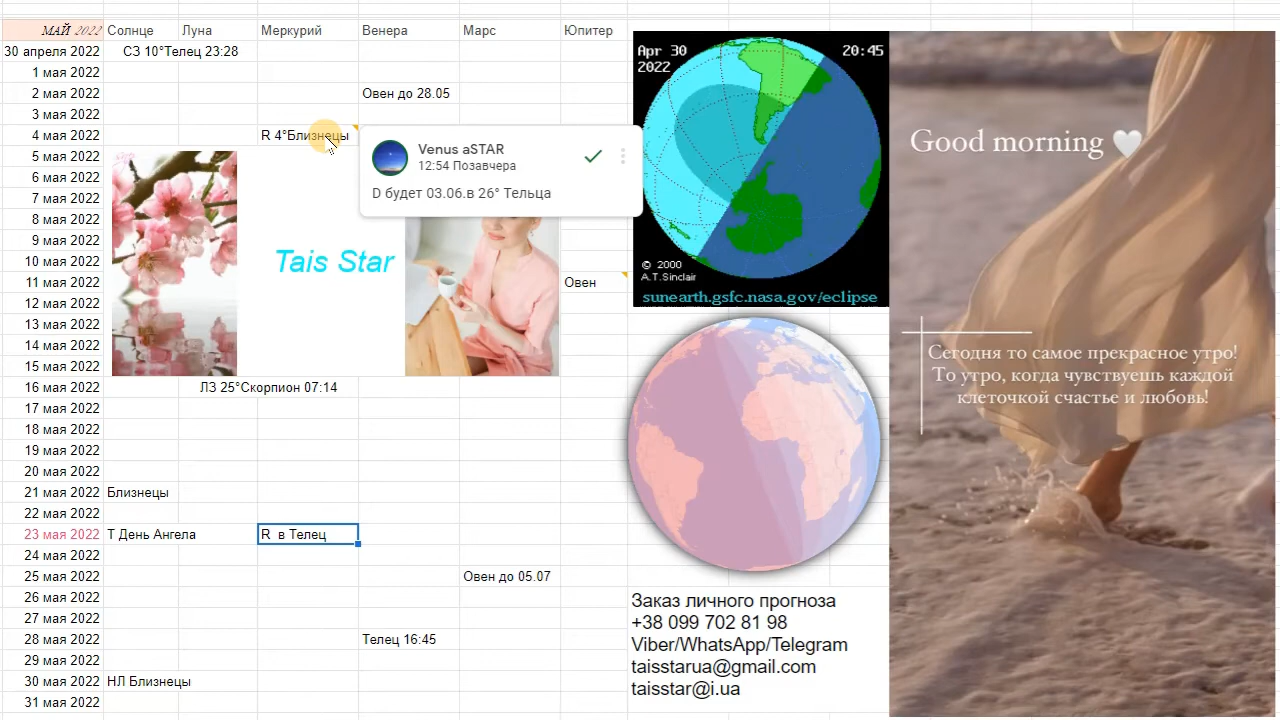 МАЙ 2022 Солнце Луна Меркурий Венера Марс Юпитер
30 апр 2022 СЗ 10°Телец 23:28
1 мая 2022
2 мая 2022 Овен до 28.05
3 мая 2022
4 мая 2022 R 4°Близнецы
5 мая 2022
6 мая 2022
7 мая 2022
8 мая 2022
9 мая 2022
10 мая 2022
11 мая 2022 Овен
12 мая 2022
13 мая 2022
14 мая 2022
15 мая 2022
16 мая 2022 ЛЗ 25°Скорпион 07:14
17 мая 2022
18 мая 2022
19 мая 2022
20 мая 2022
21 мая 2022 Близнецы
22 мая 2022
23 мая 2022 Т День Ангела R в Телец
24 мая 2022
25 мая 2022 Овен до 05.07
26 мая 2022
27 мая 2022
28 мая 2022 Телец 16:45
29 мая 2022
30 мая 2022 НЛ Близнецы
31 мая 2022
Venus aSTAR
12:54 Позавчера
D будет 03.06.в 26° Тельца
Tais Star
Apr 30 20:45
2022
© 2000
A.T.Sinclair
sunearth.gsfc.nasa.gov/eclipse
Заказ личного прогноза
+38 099 702 81 98
Viber/WhatsApp/Telegram
taisstarua@gmail.com
taisstar@i.ua
Good morning
Сегодня то самое прекрасное утро!
То утро, когда чувствуешь каждой
клеточкой счастье и любовь!